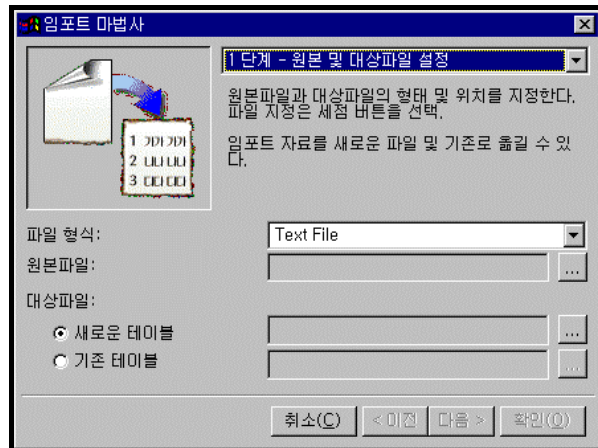 임포트 마법사
1 단계 - 원본 및 대상파일 설정
원본파일과 대상파일의 형태 및 위치를 지정한다.
파일 지정은 세점 버튼을 선택.
임포트 자료를 새로운 파일 및 기존로 옮길 수 있
다.
1 가가가
2 나나나
3 다다다
파일 형식:
Text File
원본파일:
...
대상파일:
새로운 테이블
...
기존 테이블
...
취소(C)
< 이전
다음 >
확인(O)